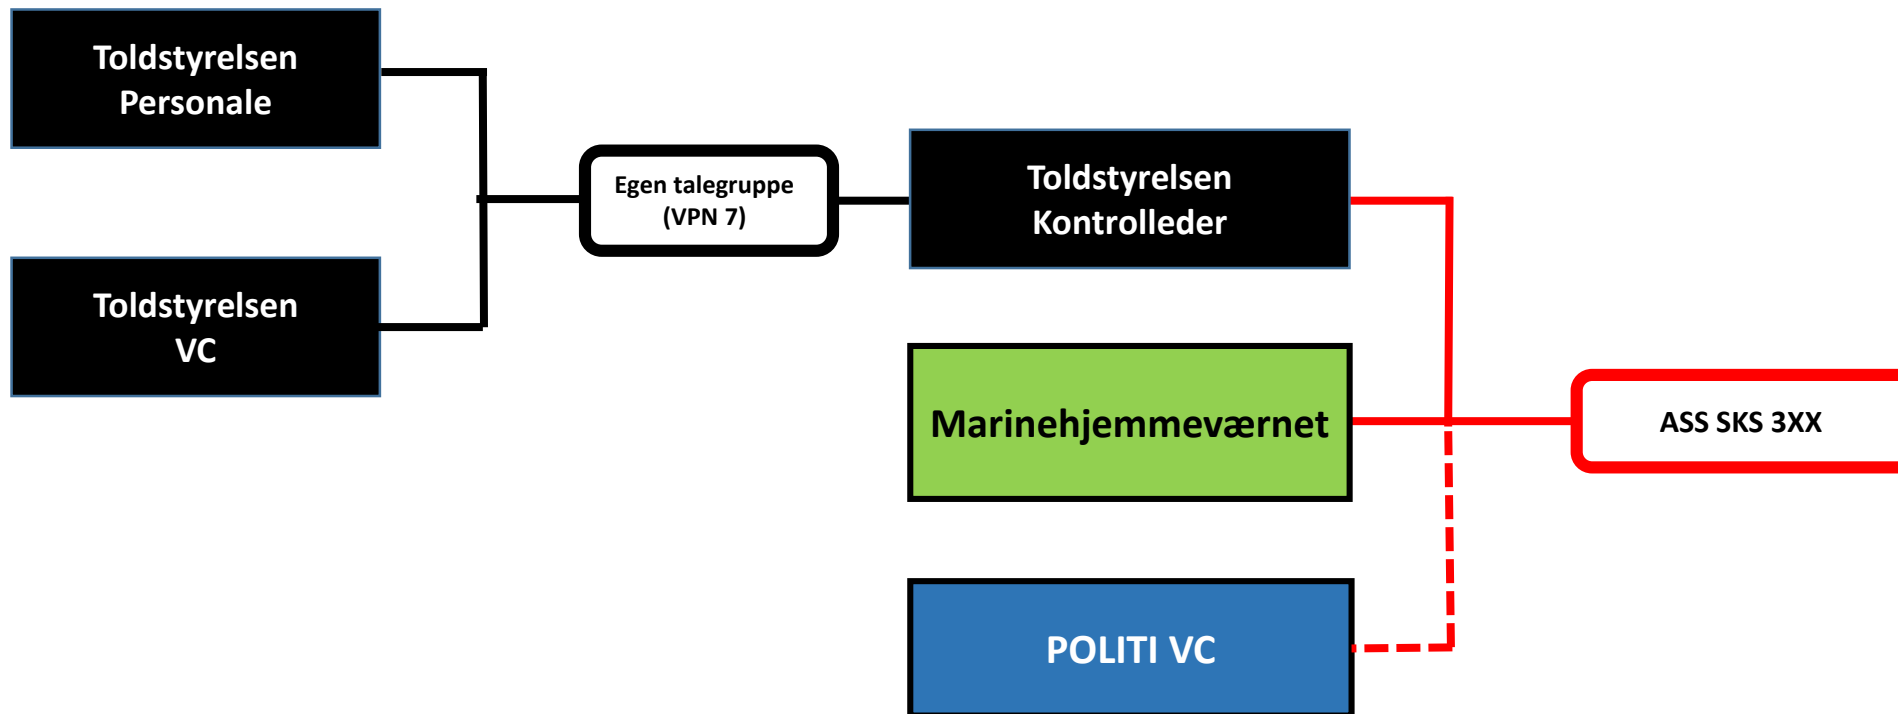 Toldstyrelsen
Personale
Toldstyrelsen
VC
Egen talegruppe
(VPN 7)
Toldstyrelsen
Kontrolleder
Marinehjemmeværnet
POLITI VC
ASS SKS 3XX